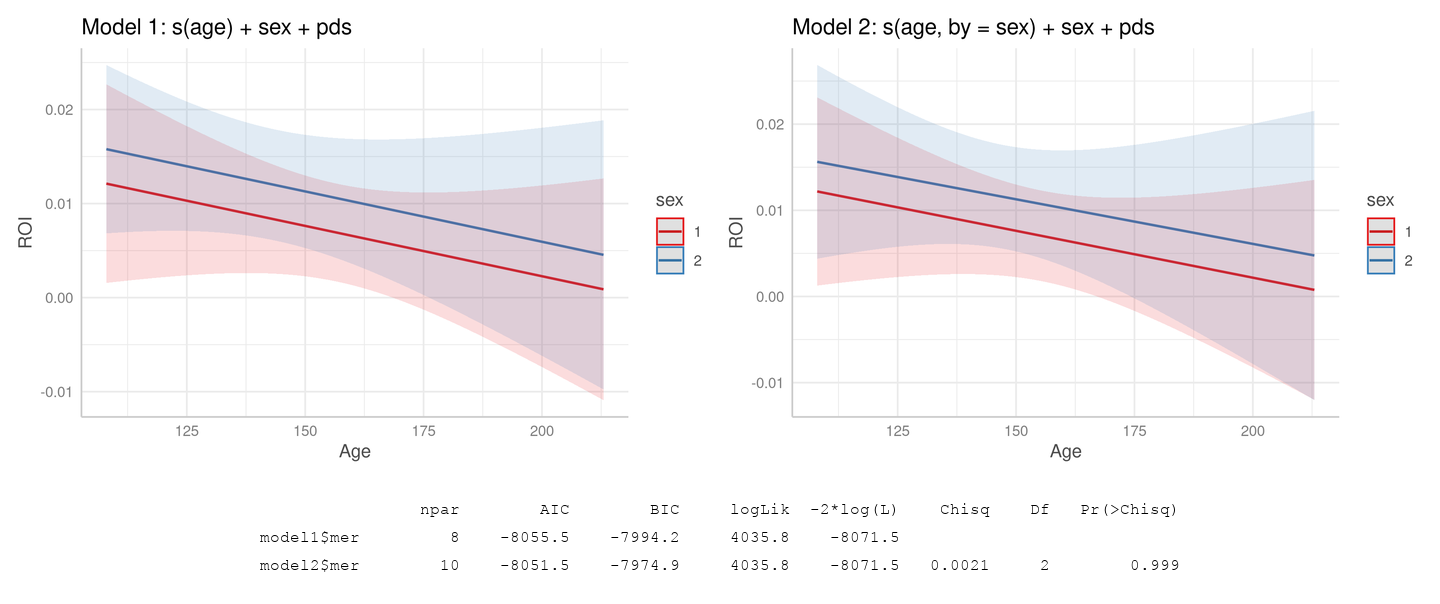 Model 1: s(age) + sex + pds
0.02
0.01
0.00
-0.01
ROI
125 150 175 200
Age
sex
1
2
Model 2: s(age, by = sex) + sex + pds
0.02
0.01
0.00
-0.01
ROI
125 150 175 200
Age
sex
1
2
npar AIC BIC logLik -2*log(L) Chisq Df Pr(>Chisq)
model1$mer 8 -8055.5 -7994.2 4035.8 -8071.5
model2$mer 10 -8051.5 -7974.9 4035.8 -8071.5 0.0021 2 0.999